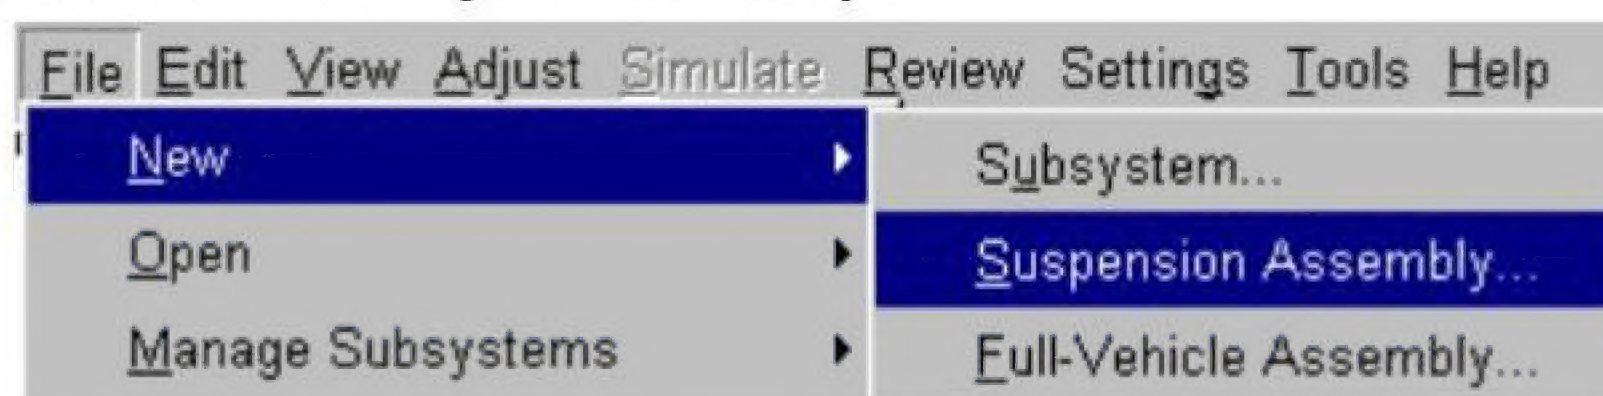 File Edit View Adjust Simulate Review Settings Tools Help
New
Subsystem...
Open
Suspension Assembly...
Manage Subsystems
Full-Vehicle Assembly...